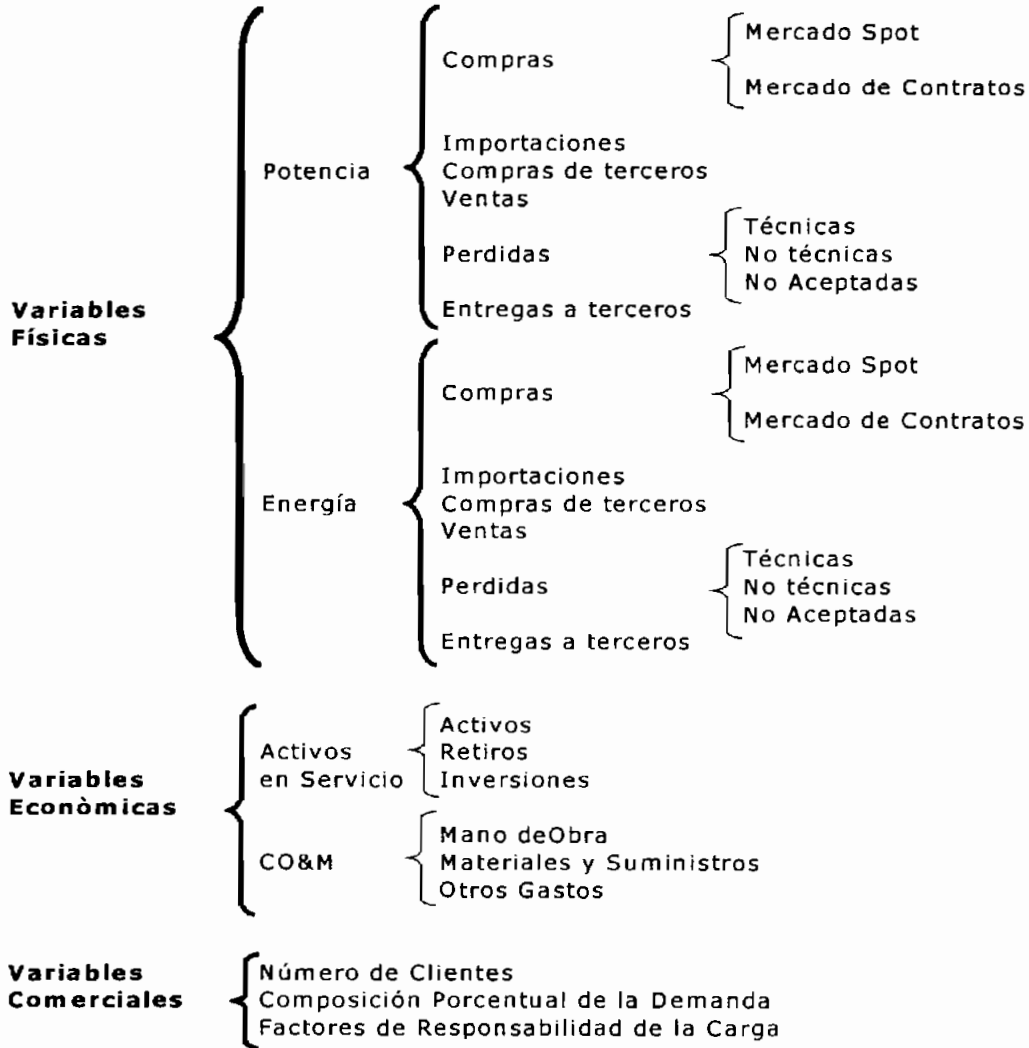 Variables
Físicas
Potencia
Compras
Mercado Spot
Mercado de Contratos
Importaciones
Compras de terceros
Ventas
Perdidas
Técnicas
No técnicas
No Aceptadas
Entregas a terceros
Energía
Compras
Mercado Spot
Mercado de Contratos
Importaciones
Compras de terceros
Ventas
Perdidas
Técnicas
No técnicas
No Aceptadas
Entregas a terceros
Variables
Econòmicas
Activos
en Servicio
Activos
Retiros
Inversiones
CO&M
Mano deObra
Materiales y Suministros
Otros Gastos
Variables
Comerciales
Número de Clientes
Composición Porcentual de la Demanda
Factores de Responsabilidad de la Carga